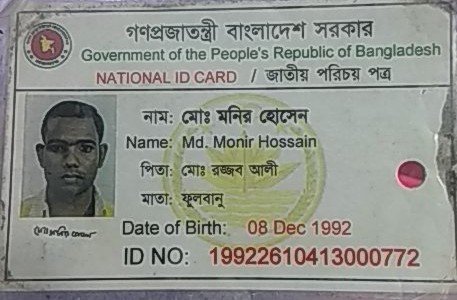 গণপ্রজাতন্ত্রী বাংলাদেশ সরকার
Government of the People's Republic of Bangladesh
NATIONAL ID CARD / জাতীয় পরিচয় পত্র
নাম: মোঃ মনির হোসেন
Name: Md. Monir Hossain
পিতা: মোঃ রজ্জব আলী
মাতা: ফুলবানু
Date of Birth: 08 Dec 1992
ID NO: 19922610413000772